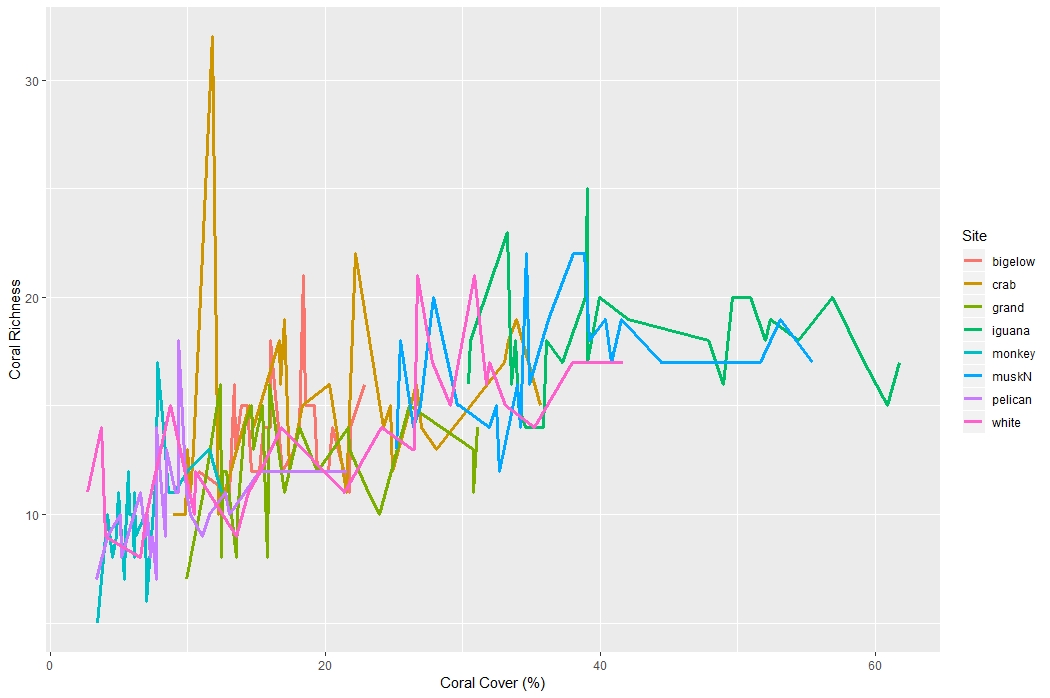 30
20
10
Coral Richness
0
20
40
60
Coral Cover (%)
Site
bigelow
crab
grand
iguana
monkey
muskN
pelican
white